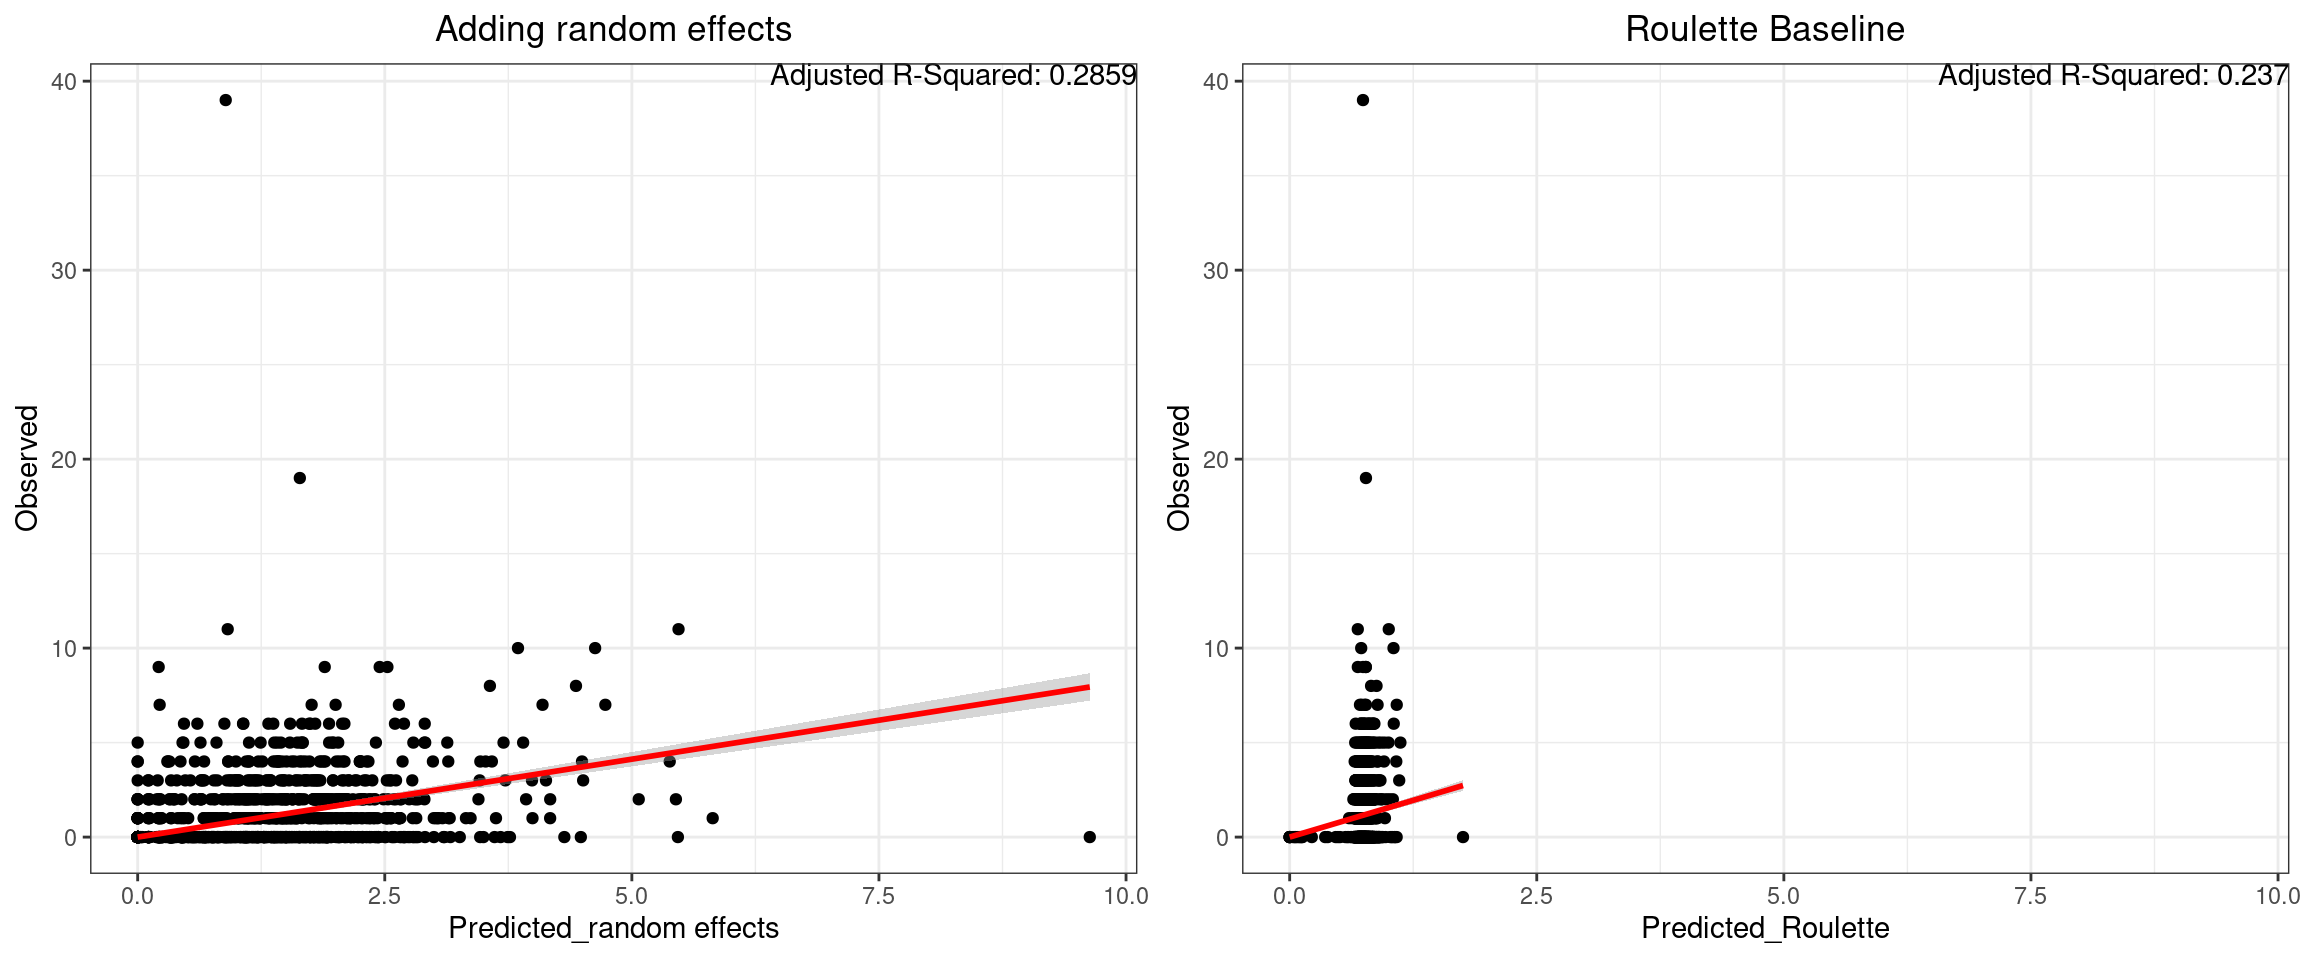 Adding random effects
Adjusted R-Squared: 0.2859
40
30
20
10
0
Observed
0.0 2.5 5.0 7.5 10.0
Predicted_random effects
Roulette Baseline
Adjusted R-Squared: 0.237
40
30
20
10
0
Observed
0.0 2.5 5.0 7.5 10.0
Predicted_Roulette